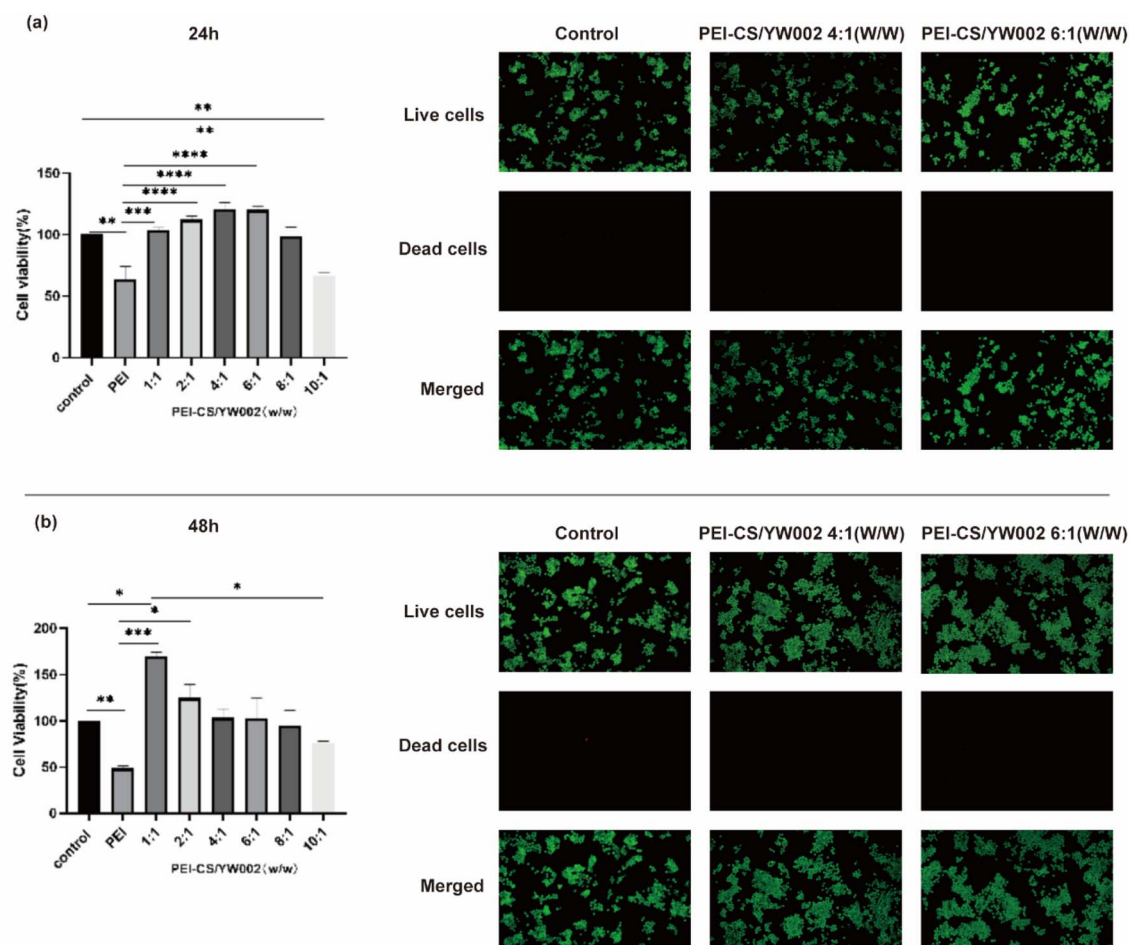 (a)
24h
**
**
****
****
****
***
**
150
100
50
0
Cell viability(%)
control
PEI
1:1
2:1
4:1
6:1
8:1
10:1
PEI-CS/YW002(w/w)
Control
PEI-CS/YW002 4:1(W/W)
PEI-CS/YW002 6:1(W/W)
Live cells
Dead cells
Merged
(b)
48h
*
*
*
***
**
200
150
100
50
0
Cell Viability(%)
control
PEI
1:1
2:1
4:1
6:1
8:1
10:1
PEI-CS/YW002(w/w)
Control
PEI-CS/YW002 4:1(W/W)
PEI-CS/YW002 6:1(W/W)
Live cells
Dead cells
Merged